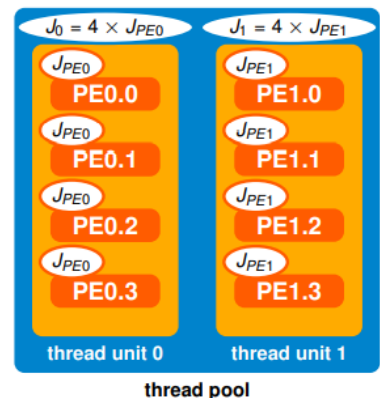 J0 = 4 × JPE0
J1 = 4 × JPE1
JPE0
PE0.0
JPE0
PE0.1
JPE0
PE0.2
JPE0
PE0.3
thread unit 0
JPE1
PE1.0
JPE1
PE1.1
JPE1
PE1.2
JPE1
PE1.3
thread unit 1
thread pool